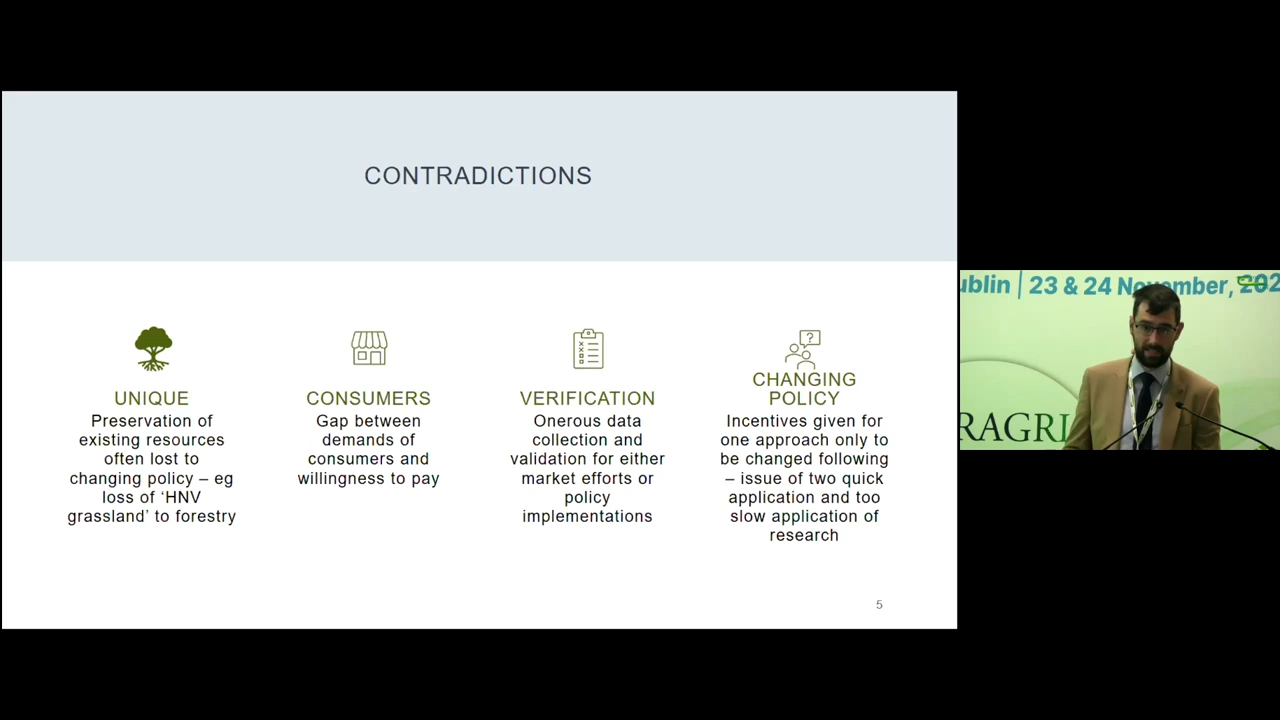 CONTRADICTIONS
UNIQUE
Preservation of
existing resources
often lost to
changing policy – eg
loss of ‘HNV
grassland’ to forestry
CONSUMERS
Gap between
demands of
consumers and
willingness to pay
VERIFICATION
Onerous data
collection and
validation for either
market efforts or
policy
implementations
?
CHANGING
POLICY
Incentives given for
one approach only to
be changed following
– issue of two quick
application and too
slow application of
research
5
ublin | 23 & 24 November, 202
RAGRI